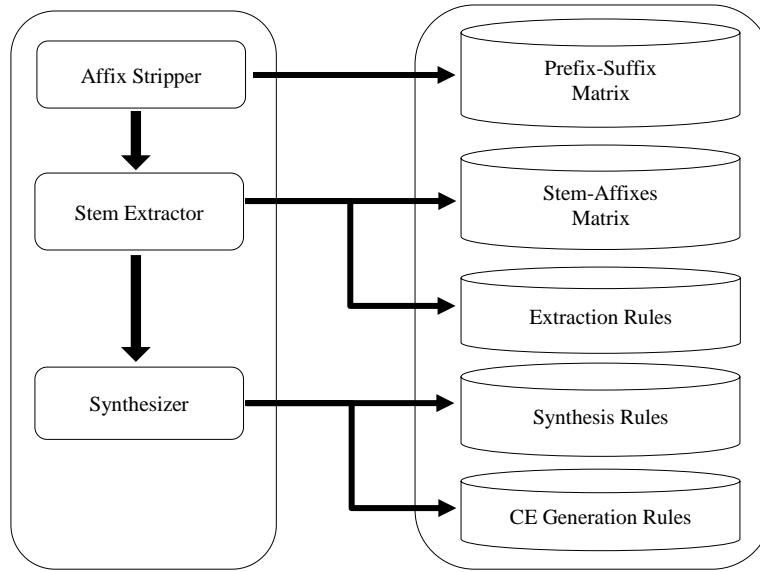 Affix Stripper
Stem Extractor
Synthesizer
Prefix-Suffix
Matrix
Stem-Affixes
Matrix
Extraction Rules
Synthesis Rules
CE Generation Rules